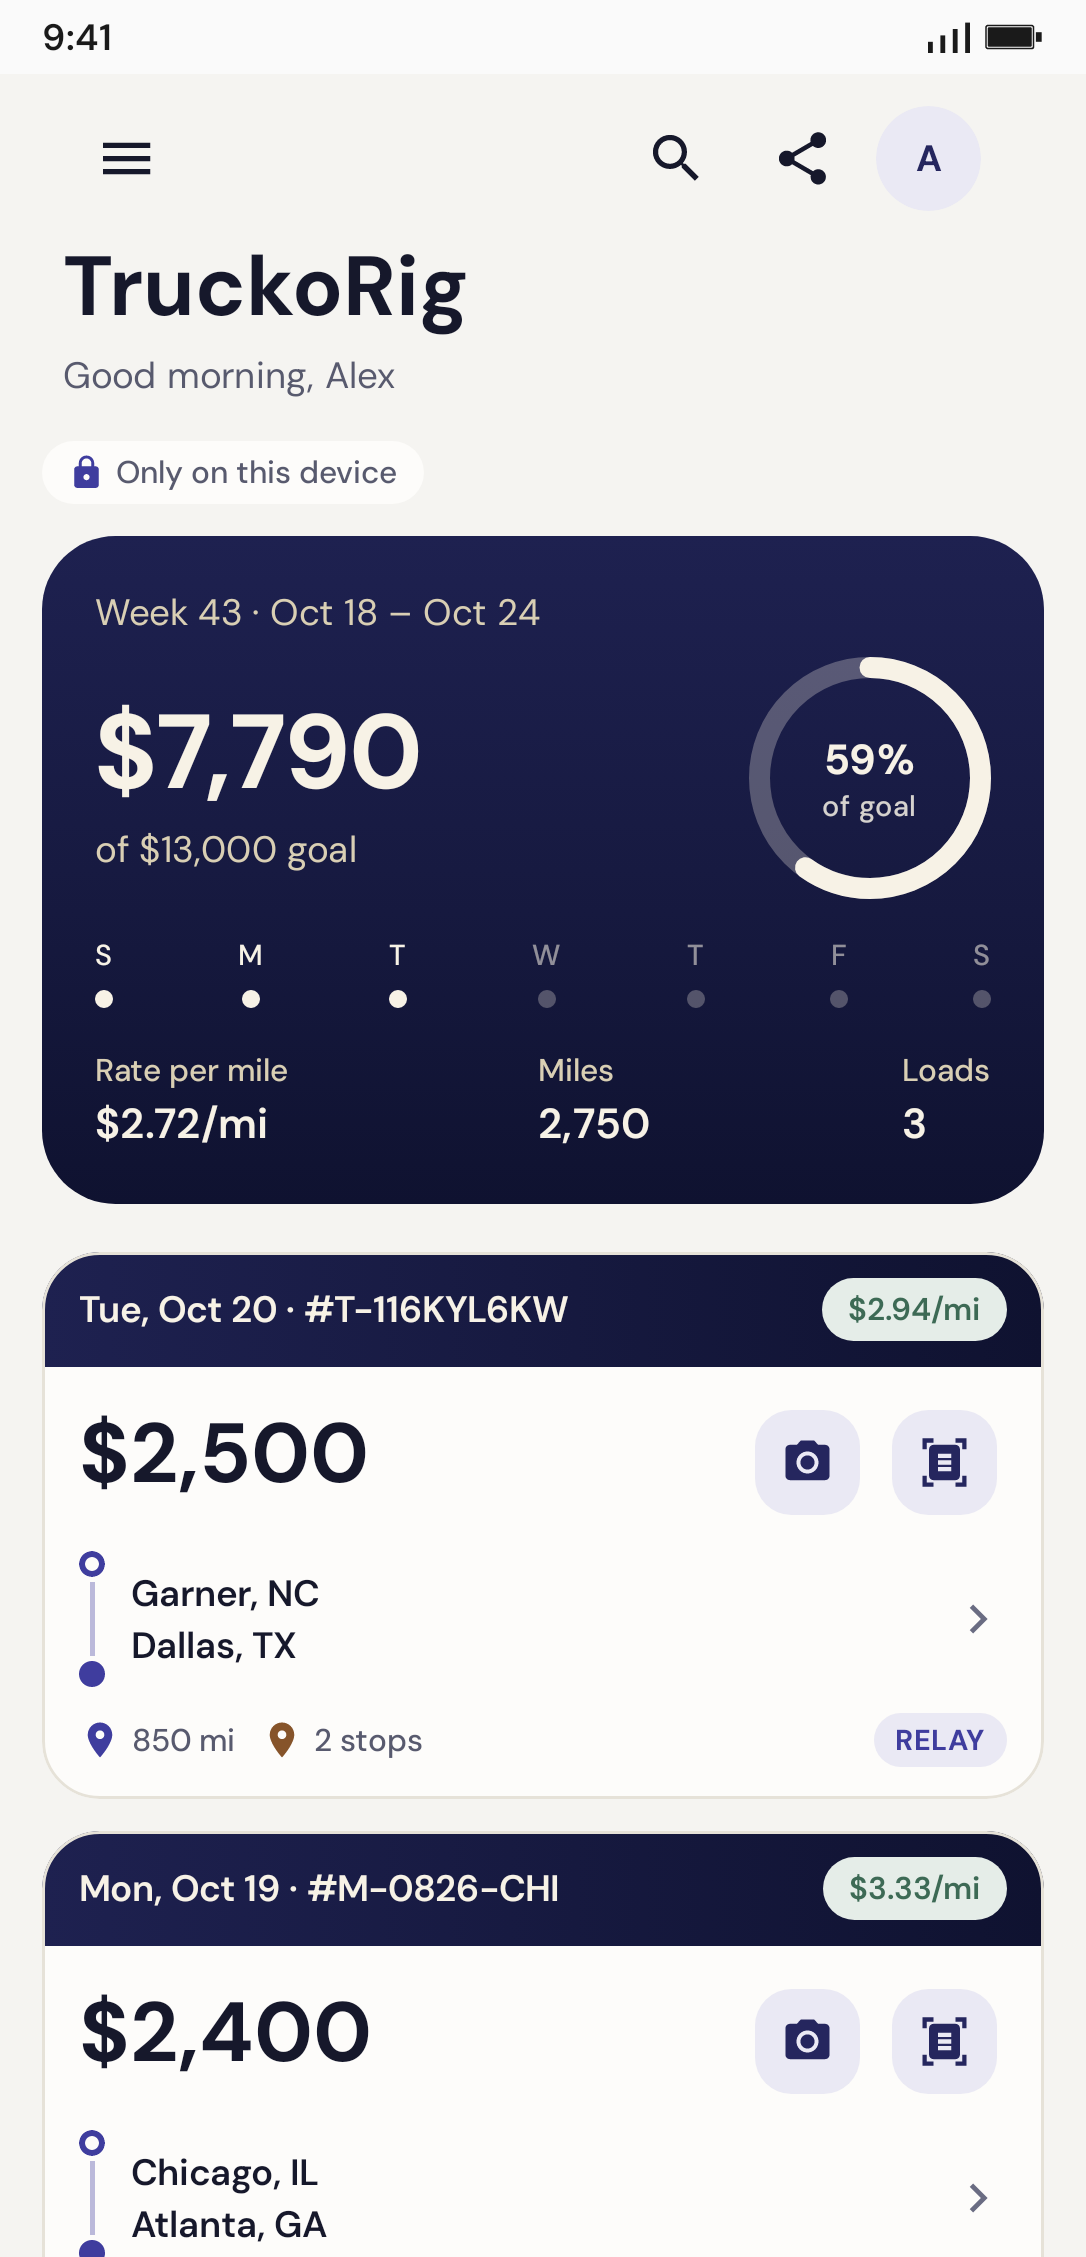 9:41
A
TruckoRig
Good morning, Alex
Only on this device
Week 43 · Oct 18 – Oct 24
$7,790
of $13,000 goal
59%
of goal
S M T W T F S
Rate per mile Miles Loads
$2.72/mi 2,750 3
Tue, Oct 20 · #T-116KYL6KW $2.94/mi
$2,500
Garner, NC
Dallas, TX
850 mi 2 stops RELAY
Mon, Oct 19 · #M-0826-CHI $3.33/mi
$2,400
Chicago, IL
Atlanta, GA